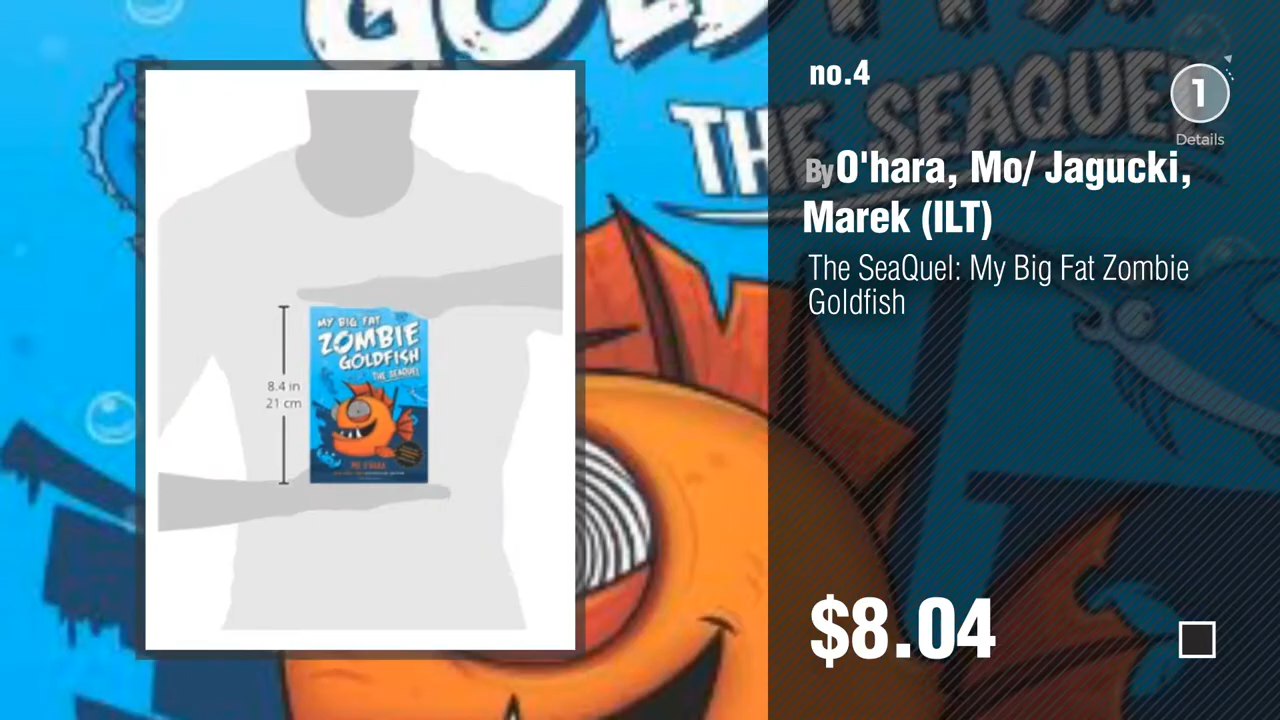 GOLD
THE SEAQUEL
no.4
1
Details
By O'hara, Mo/ Jagucki,
Marek (ILT)
The SeaQuel: My Big Fat Zombie
Goldfish
8.4 in
21 cm
MY BIG FAT
ZOMBIE
GOLDFISH
THE SEAQUEL
MO O'HARA
$8.04